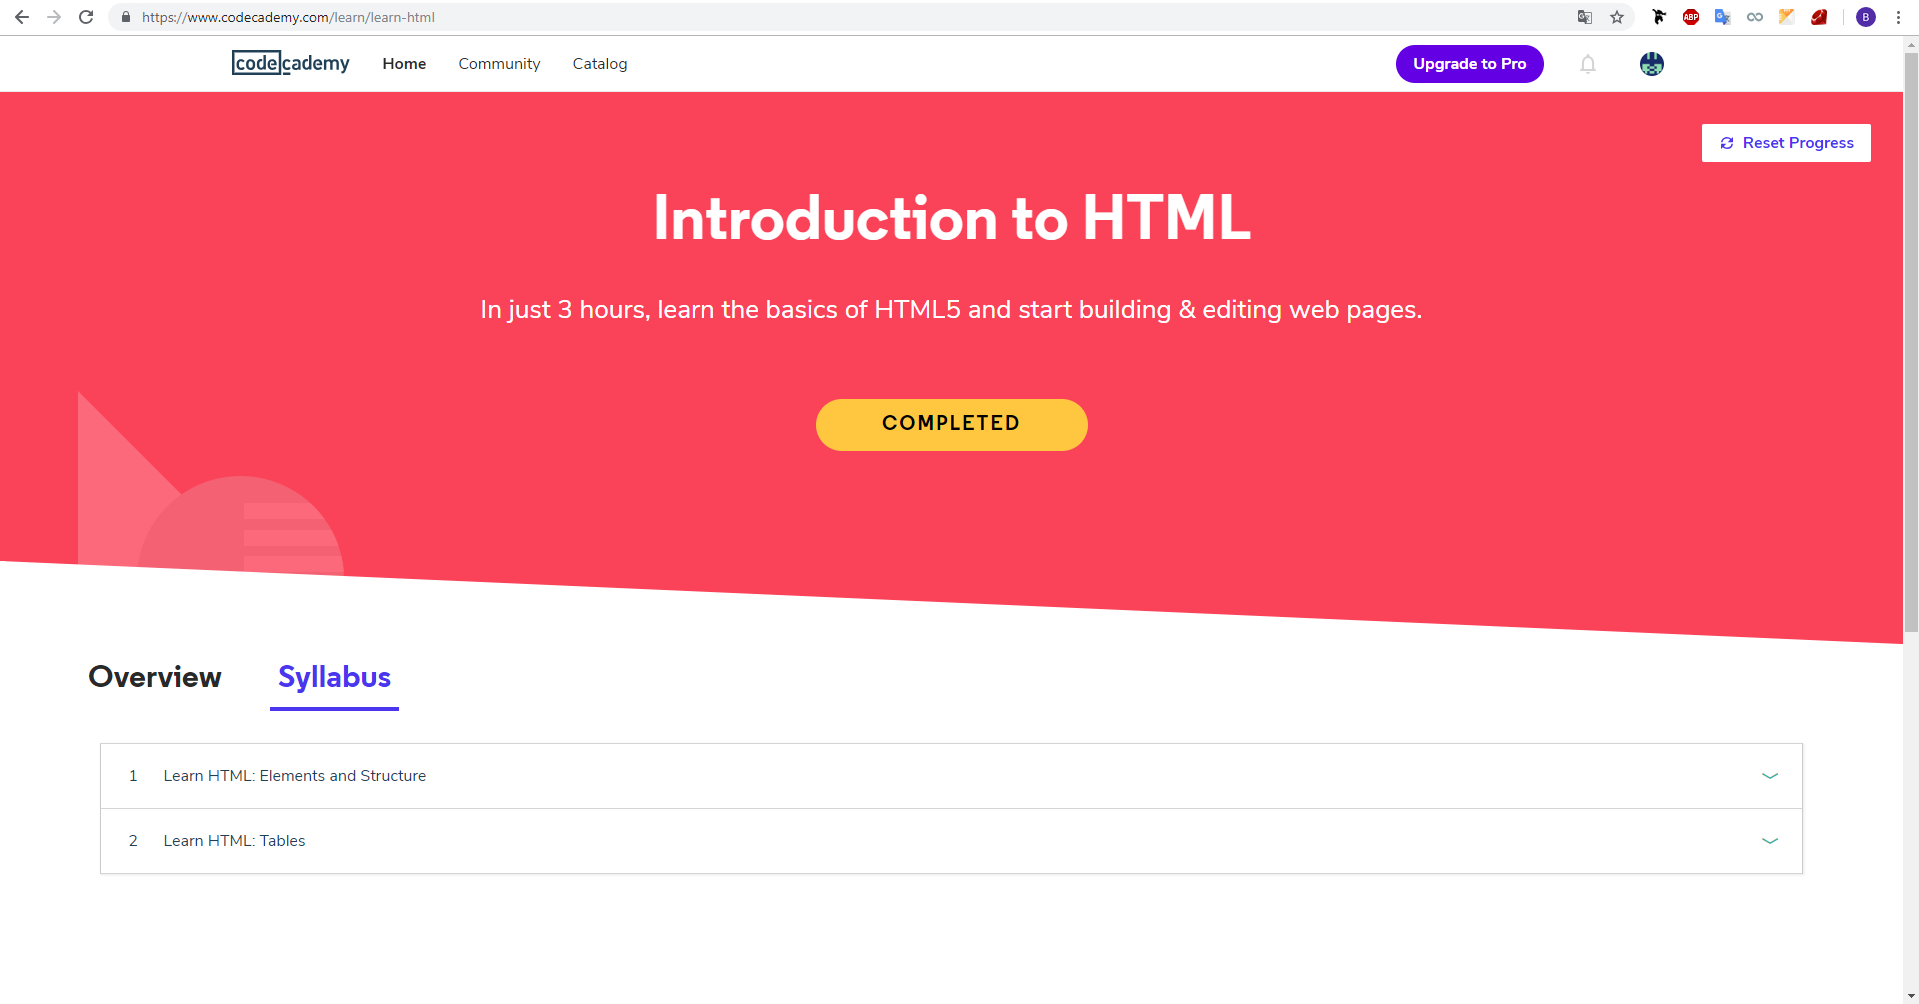 https://www.codecademy.com/learn/learn-html
ABP
B
codecademy Home Community Catalog Upgrade to Pro
Reset Progress
Introduction to HTML
In just 3 hours, learn the basics of HTML5 and start building & editing web pages.
COMPLETED
Overview Syllabus
1 Learn HTML: Elements and Structure
2 Learn HTML: Tables